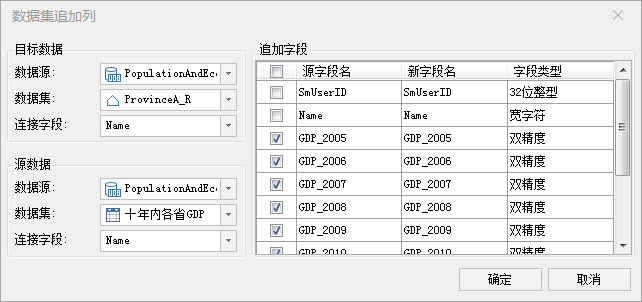 数据集追加列
目标数据
数据源: PopulationAndEc
数据集: ProvinceA_R
连接字段: Name
源数据
数据源: PopulationAndEc
数据集: 十年内各省GDP
连接字段: Name
追加字段
源字段名 新字段名 字段类型
SmUserID SmUserID 32位整型
Name Name 宽字符
GDP_2005 GDP_2005 双精度
GDP_2006 GDP_2006 双精度
GDP_2007 GDP_2007 双精度
GDP_2008 GDP_2008 双精度
GDP_2009 GDP_2009 双精度
GDP_2010 GDP_2010 双精度
确定 取消